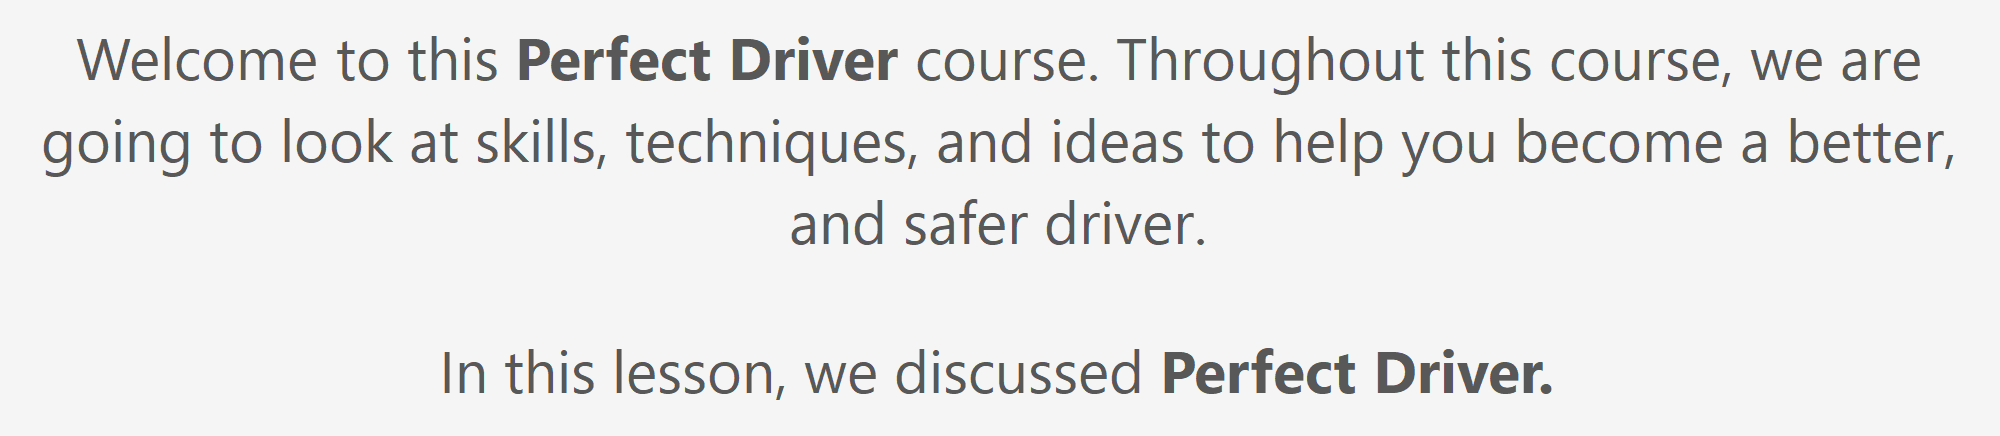 Welcome to this Perfect Driver course. Throughout this course, we are
going to look at skills, techniques, and ideas to help you become a better,
and safer driver.
In this lesson, we discussed Perfect Driver.